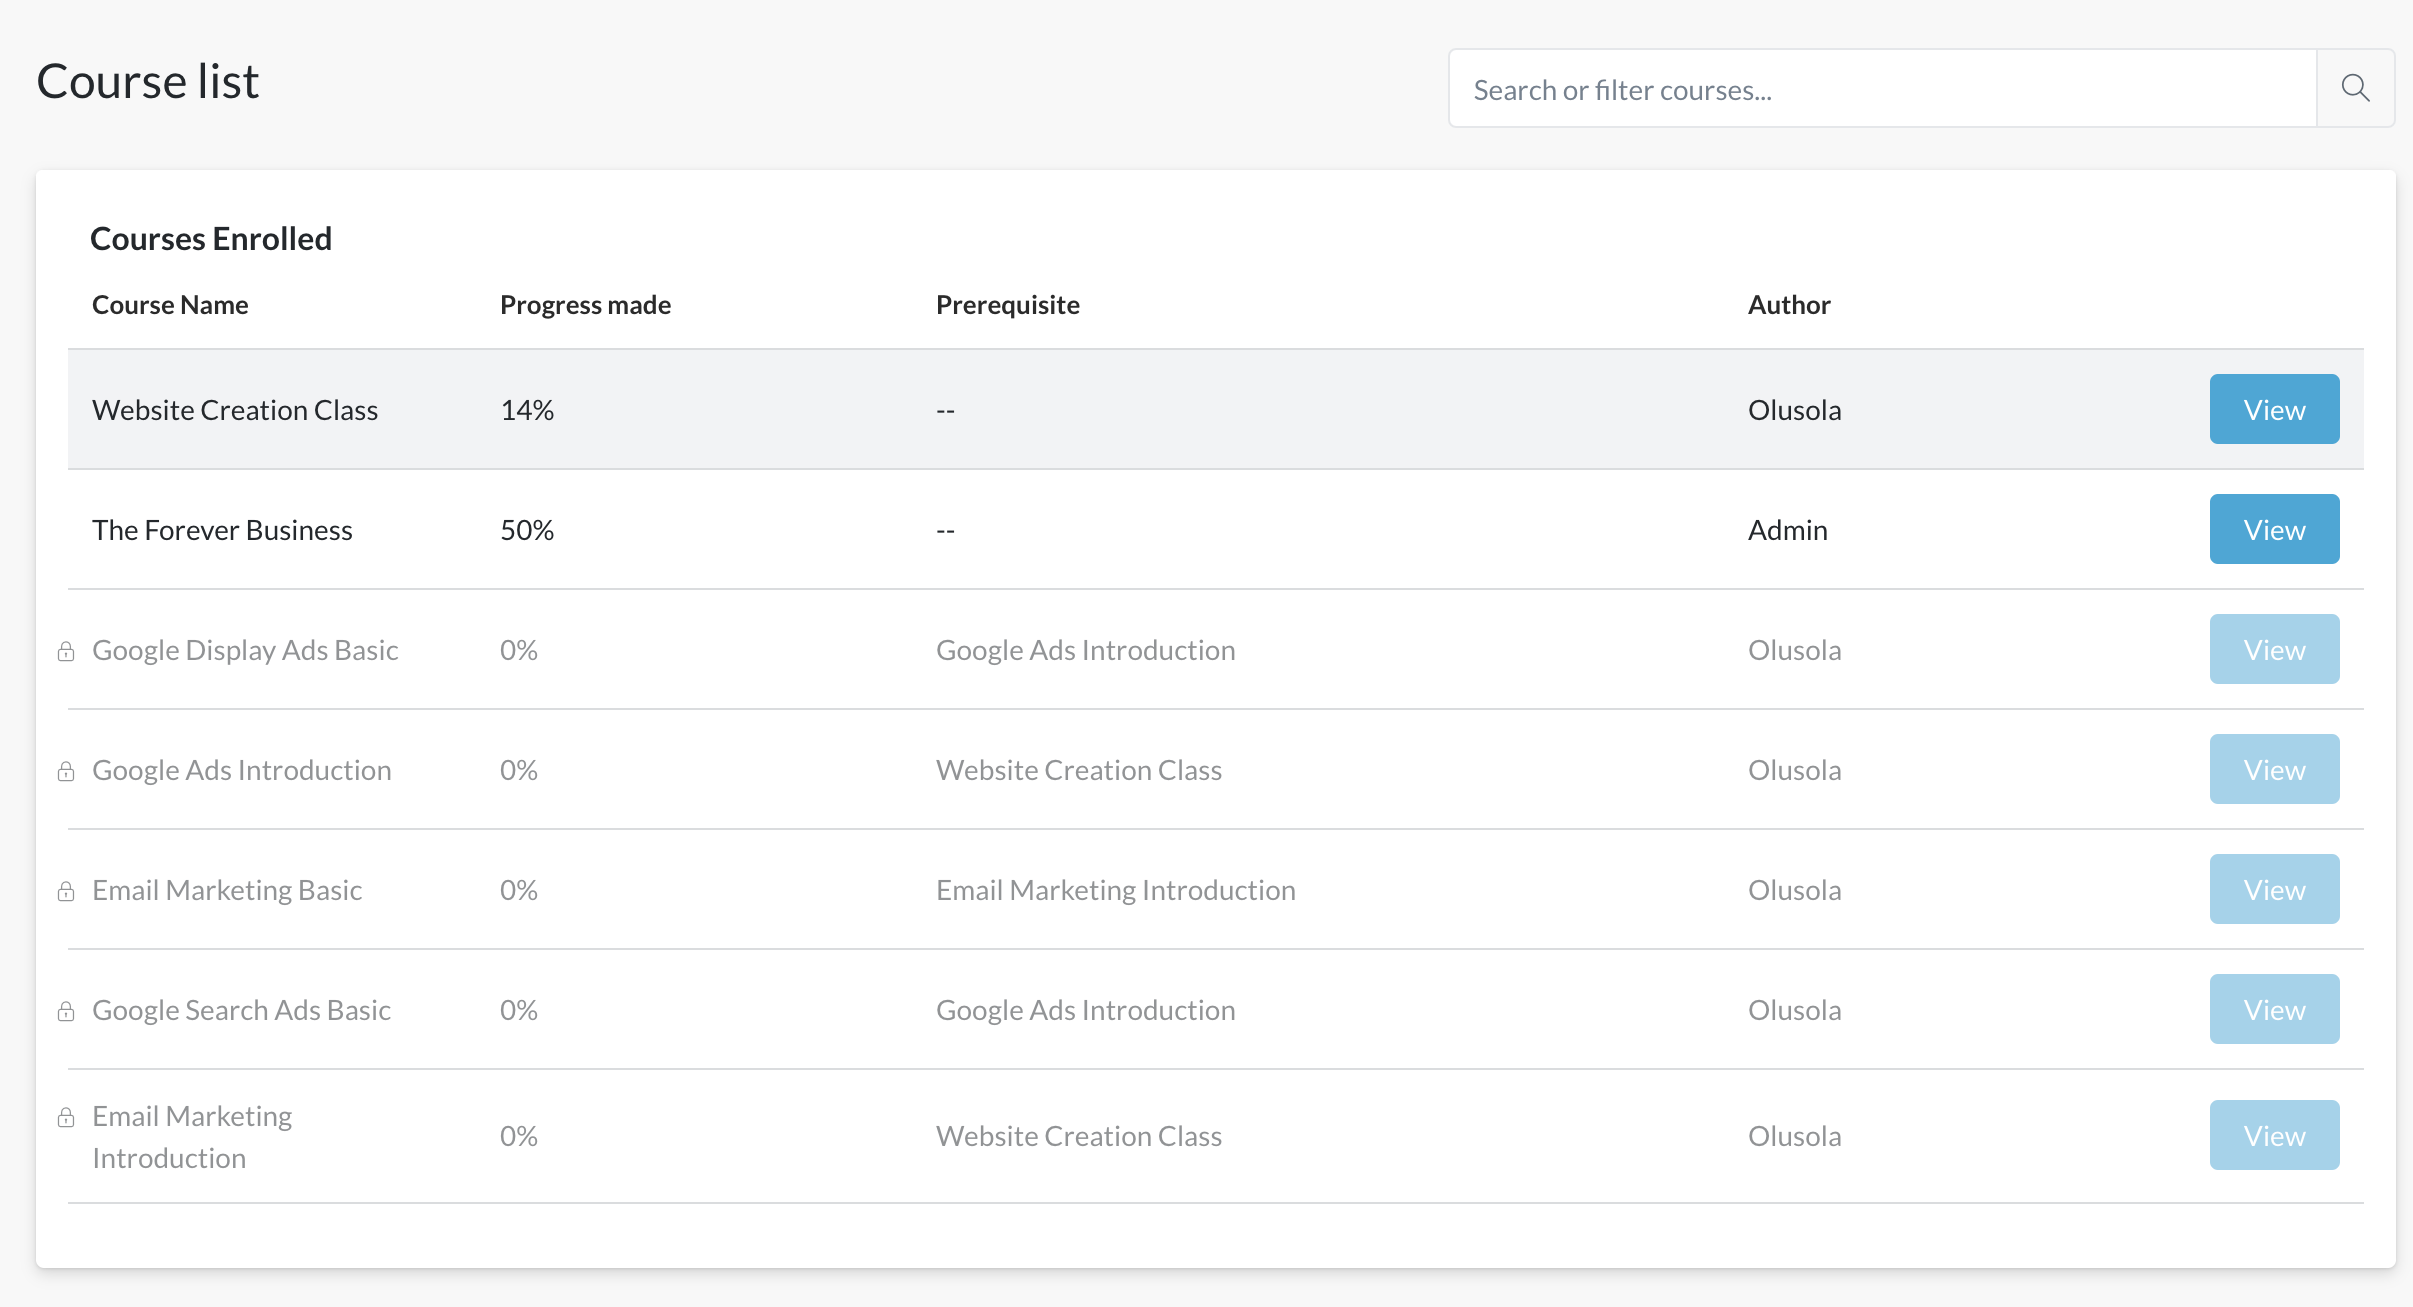 Course list
Search or filter courses...
Courses Enrolled
Course Name Progress made Prerequisite Author
Website Creation Class 14% -- Olusola View
The Forever Business 50% -- Admin View
Google Display Ads Basic 0% Google Ads Introduction Olusola View
Google Ads Introduction 0% Website Creation Class Olusola View
Email Marketing Basic 0% Email Marketing Introduction Olusola View
Google Search Ads Basic 0% Google Ads Introduction Olusola View
Email Marketing
Introduction 0% Website Creation Class Olusola View